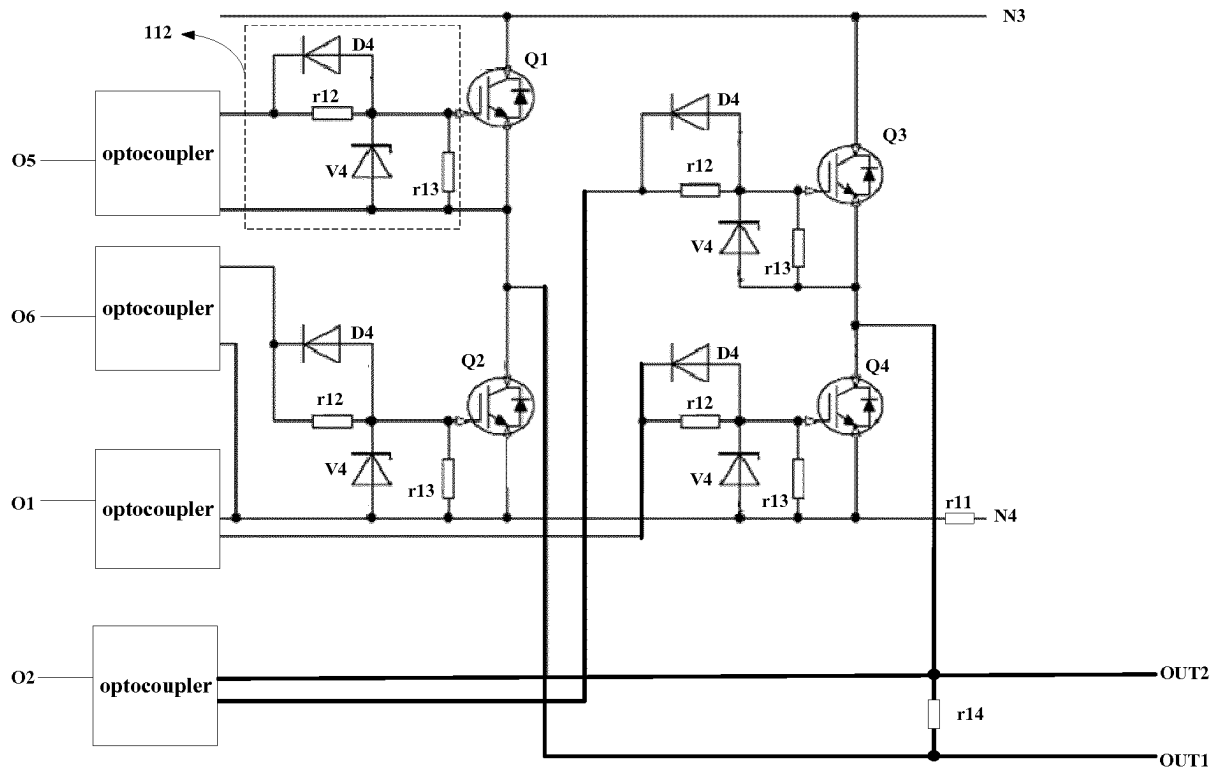 N3
112
D4
Q1
r12
D4
O5
optocoupler
Q3
V4
r12
r13
V4
r13
O6
optocoupler
D4
D4
Q2
Q4
r12
r12
V4
V4
r13
r13
O1
optocoupler
r11
N4
O2
optocoupler
OUT2
r14
OUT1